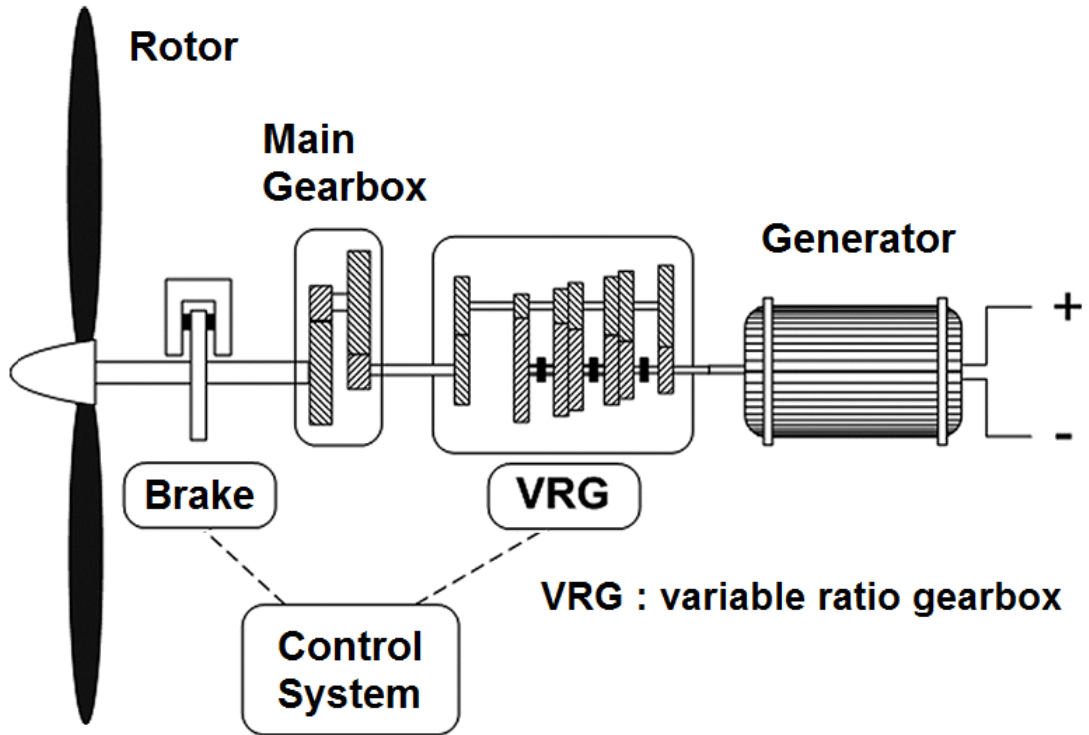 Rotor
Main
Gearbox
Generator
+
-
Brake
VRG
VRG : variable ratio gearbox
Control
System